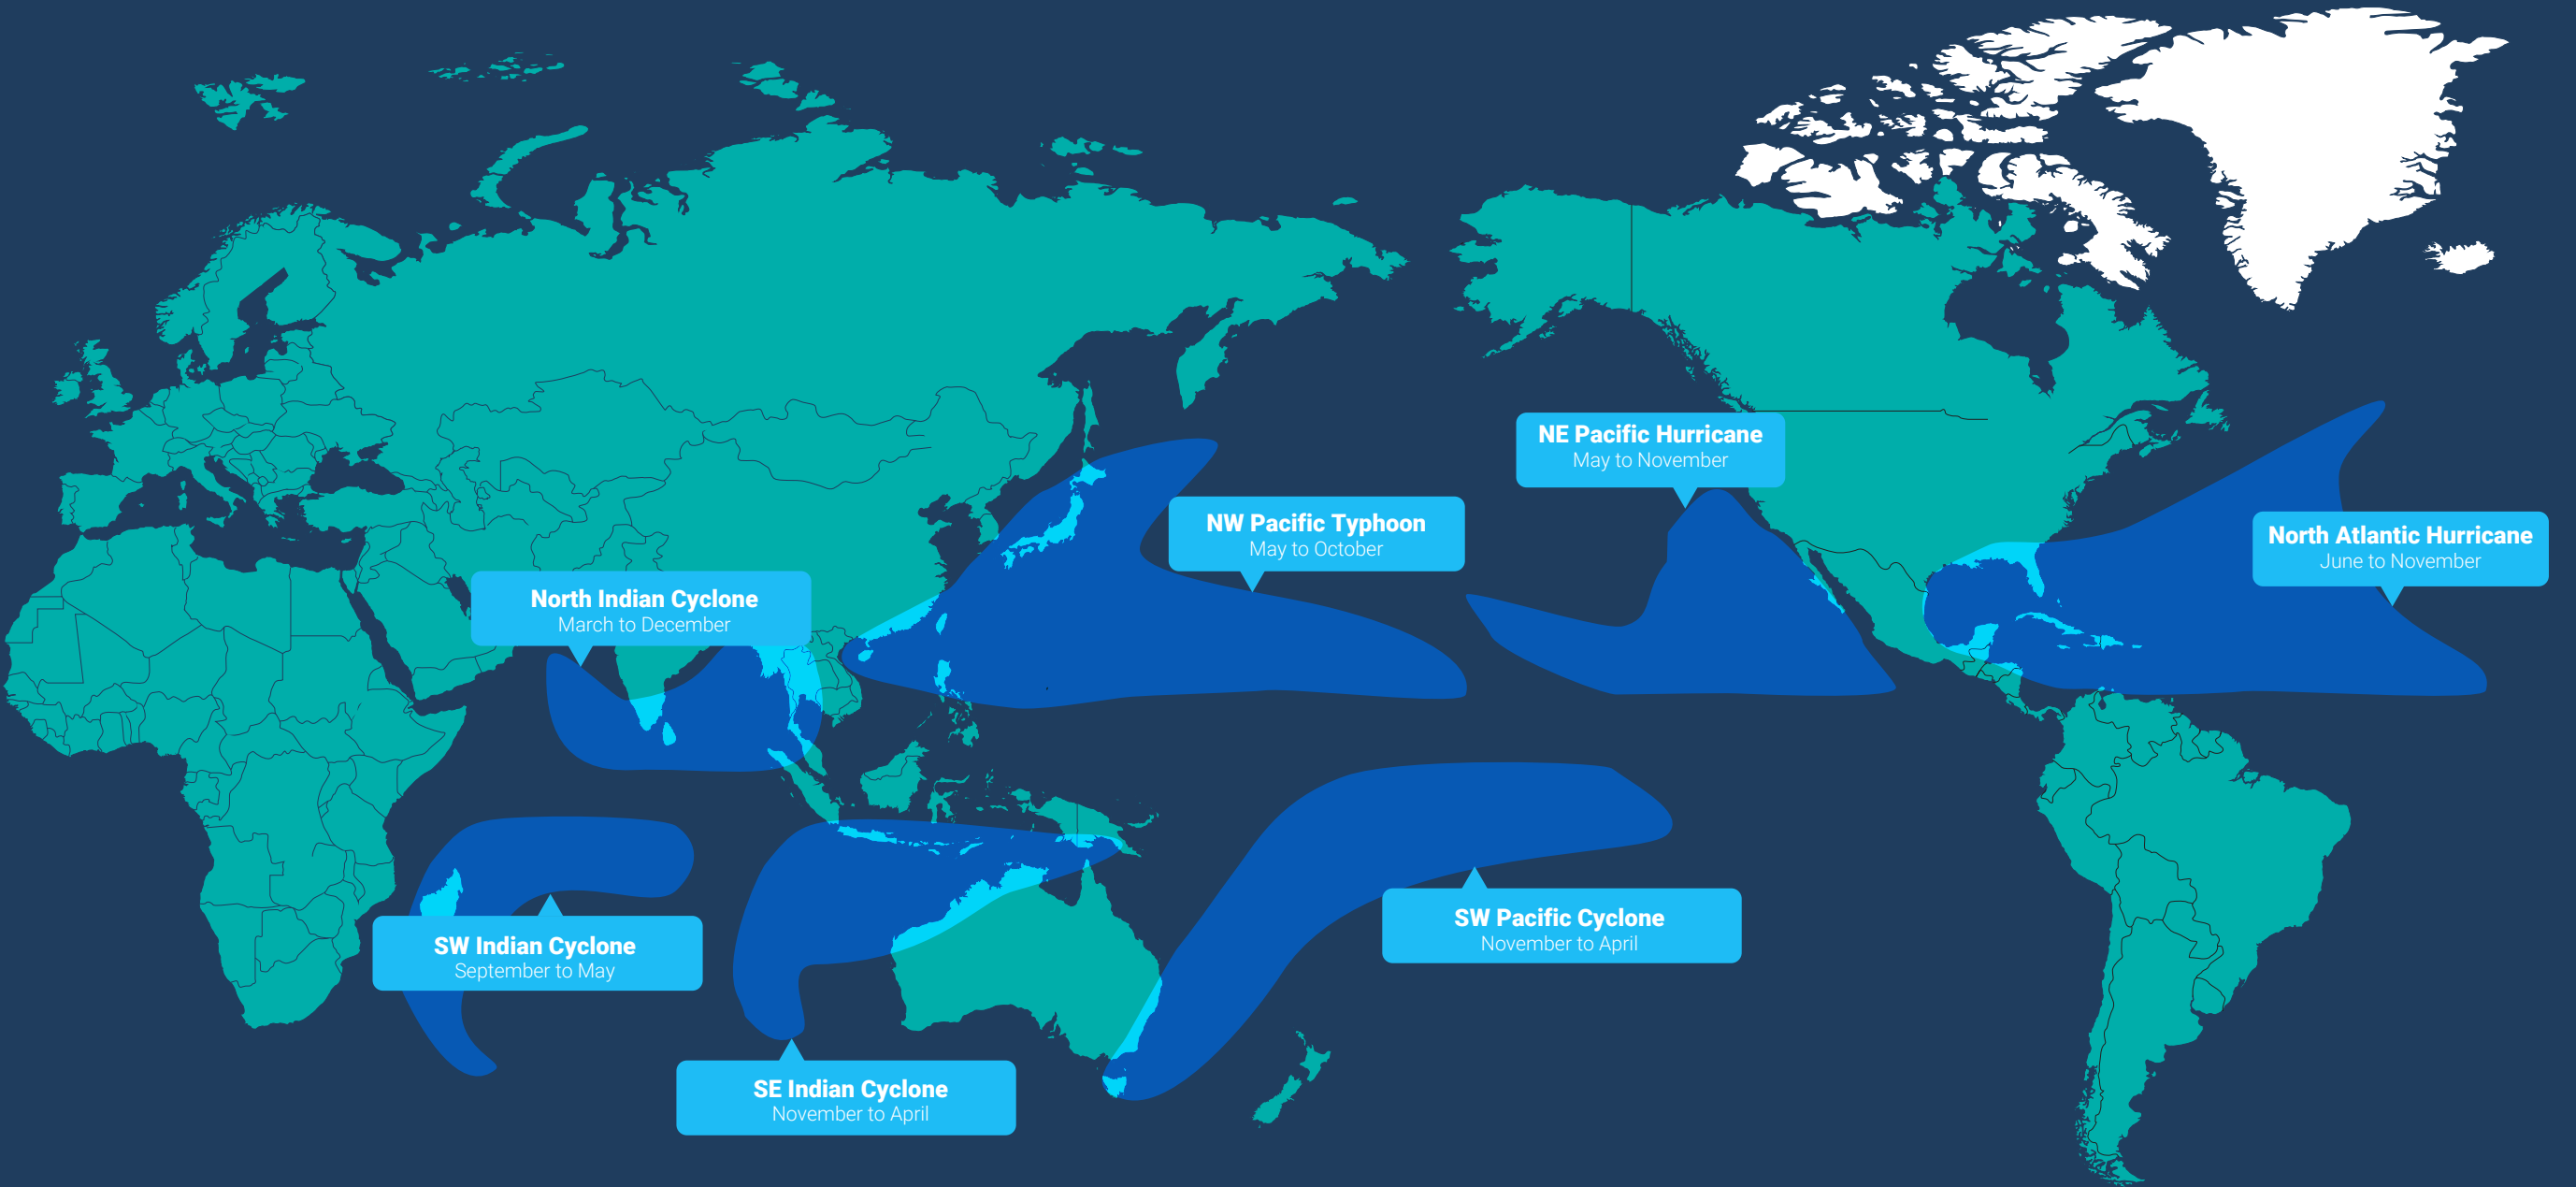 NE Pacific Hurricane
May to November
NW Pacific Typhoon
May to October
North Atlantic Hurricane
June to November
North Indian Cyclone
March to December
SW Pacific Cyclone
November to April
SW Indian Cyclone
September to May
SE Indian Cyclone
November to April